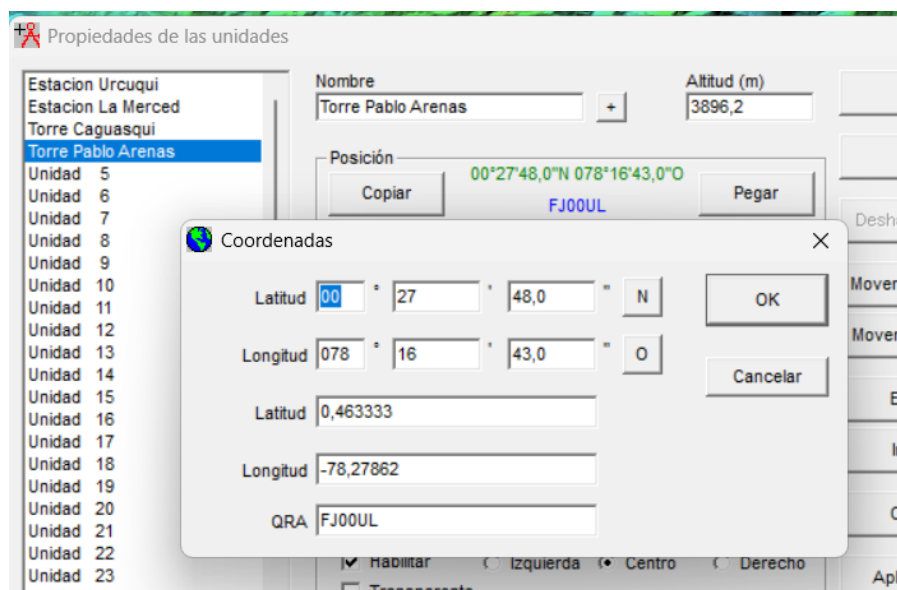 Propiedades de las unidades
Estacion Urcuqui
Estacion La Merced
Torre Caguasqui
Torre Pablo Arenas
Unidad 5
Unidad 6
Unidad 7
Unidad 8
Unidad 9
Unidad 10
Unidad 11
Unidad 12
Unidad 13
Unidad 14
Unidad 15
Unidad 16
Unidad 17
Unidad 18
Unidad 19
Unidad 20
Unidad 21
Unidad 22
Unidad 23
Nombre
Torre Pablo Arenas
+
Altitud (m)
3896,2
Posición
Copiar
00°27'48,0"N 078°16'43,0"O
FJ00UL
Pegar
Coordenadas
Latitud 00 ° 27 ' 48,0 " N
Longitud 078 ° 16 ' 43,0 " O
Latitud 0,463333
Longitud -78,27862
QRA FJ00UL
OK
Cancelar
Mover
Mover
Habilitar Izquierda Centro Derecho